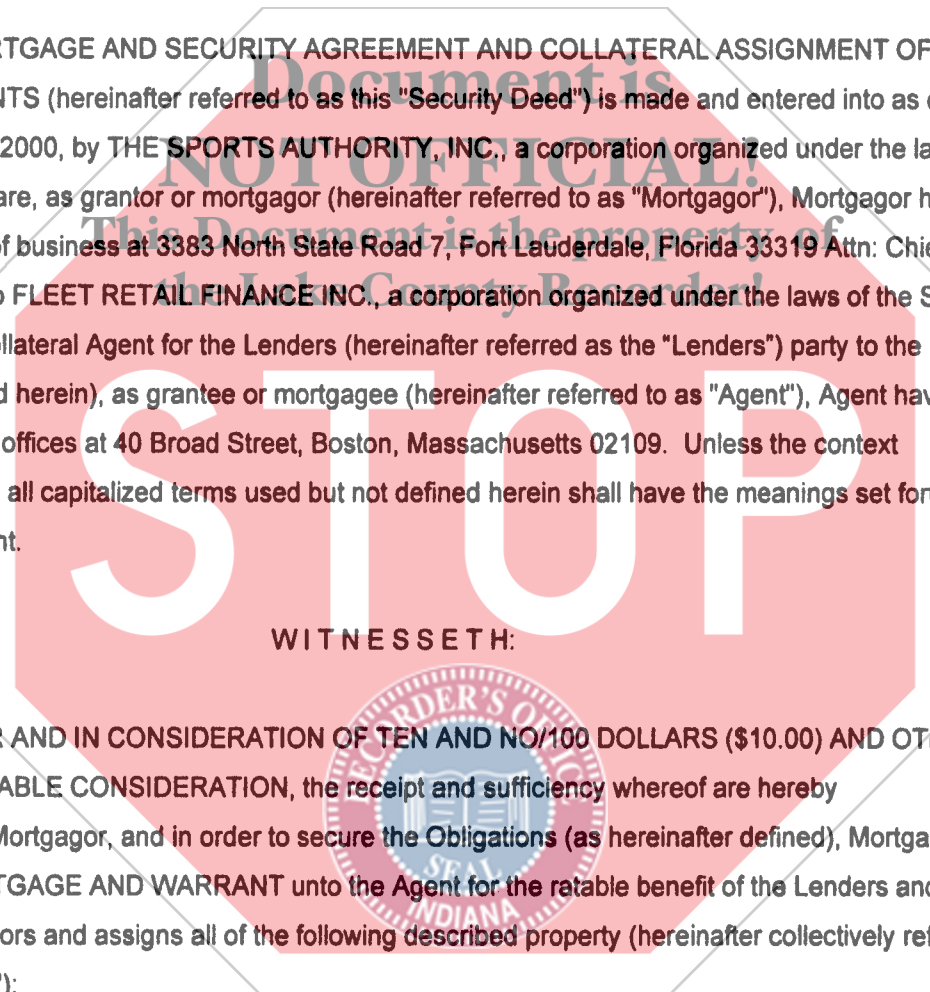 RTGAGE AND SECURITY AGREEMENT AND COLLATERAL ASSIGNMENT OF
NTS (hereinafter referred to as this "Security Deed") is made and entered into as
Document is
2000, by THE SPORTS AUTHORITY, INC., a corporation organized under the la
NOT OFFICIAL!
are, as grantor or mortgagor (hereinafter referred to as "Mortgagor"), Mortgagor h
This Document is the property of
of business at 3383 North State Road 7, Fort Lauderdale, Florida 33319 Attn: Chie
the Lake County Recorder!
FLEET RETAIL FINANCE INC., a corporation organized under the laws of the S
llateral Agent for the Lenders (hereinafter referred as the "Lenders") party to the
d herein), as grantee or mortgagee (hereinafter referred to as "Agent"), Agent hav
offices at 40 Broad Street, Boston, Massachusetts 02109. Unless the context
all capitalized terms used but not defined herein shall have the meanings set for
nt.
STOP
W I T N E S S E T H:
R AND IN CONSIDERATION OF TEN AND NO/100 DOLLARS ($10.00) AND OT
ABLE CONSIDERATION, the receipt and sufficiency whereof are hereby
Mortgagor, and in order to secure the Obligations (as hereinafter defined), Mortga
TGAGE AND WARRANT unto the Agent for the ratable benefit of the Lenders and
ors and assigns all of the following described property (hereinafter collectively ref
"):
RECORDER'S OFFICE
SEAL
INDIANA